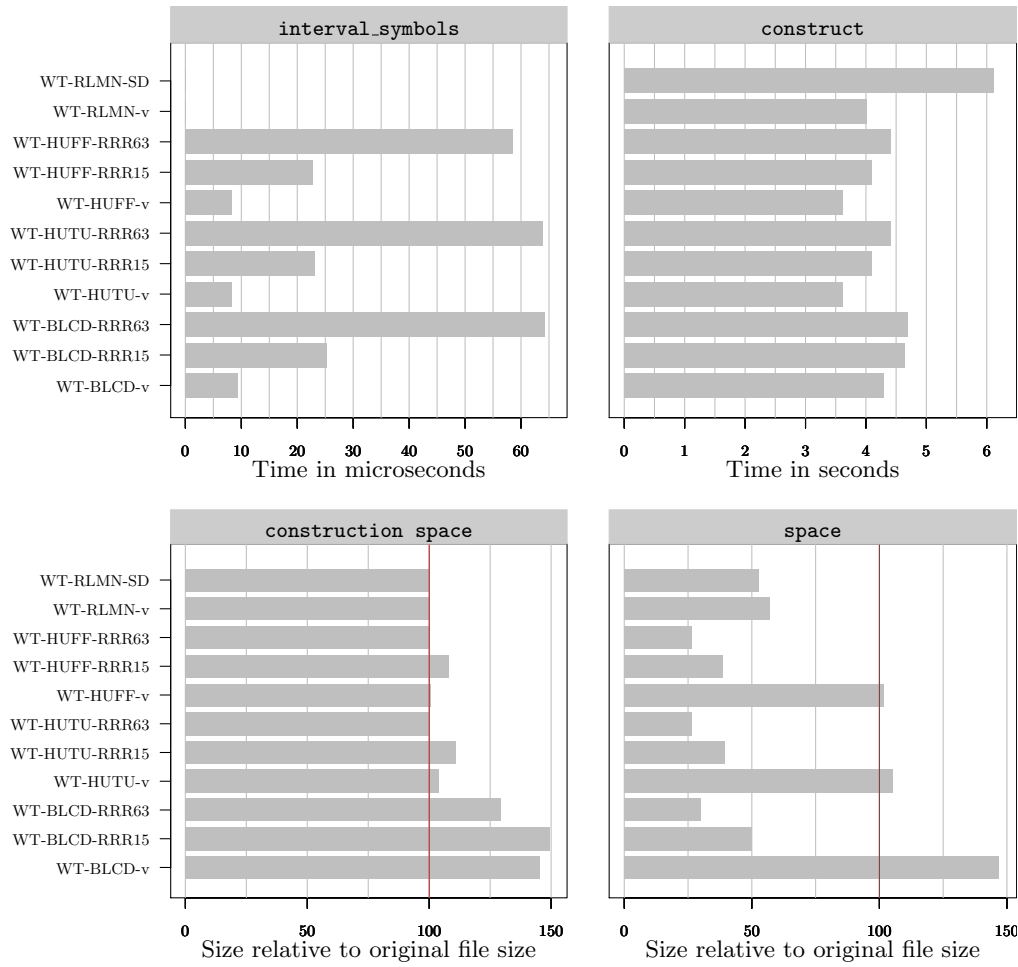 interval_symbols
construct
WT-RLMN-SD
WT-RLMN-v
WT-HUFF-RRR63
WT-HUFF-RRR15
WT-HUFF-v
WT-HUTU-RRR63
WT-HUTU-RRR15
WT-HUTU-v
WT-BLCD-RRR63
WT-BLCD-RRR15
WT-BLCD-v
0 10 20 30 40 50 60
Time in microseconds
0 1 2 3 4 5 6
Time in seconds
construction space
space
WT-RLMN-SD
WT-RLMN-v
WT-HUFF-RRR63
WT-HUFF-RRR15
WT-HUFF-v
WT-HUTU-RRR63
WT-HUTU-RRR15
WT-HUTU-v
WT-BLCD-RRR63
WT-BLCD-RRR15
WT-BLCD-v
0 50 100 150
Size relative to original file size
0 50 100 150
Size relative to original file size